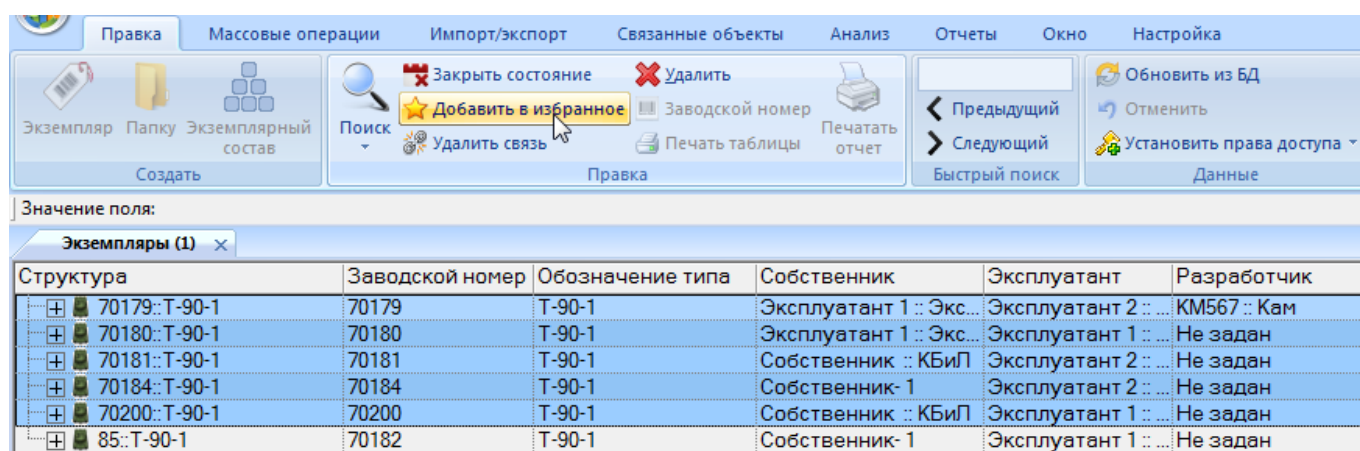 Правка Массовые операции Импорт/экспорт Связанные объекты Анализ Отчеты Окно Настройка
Экземпляр Папку Экземплярный состав
Создать
Поиск
Закрыть состояние
Добавить в избранное
Удалить связь
Удалить
Заводской номер
Печать таблицы
Печатать отчет
Правка
Предыдущий
Следующий
Быстрый поиск
Обновить из БД
Отменить
Установить права доступа
Данные
Значение поля:
Экземпляры (1)
Структура Заводской номер Обозначение типа Собственник Эксплуатант Разработчик
70179::Т-90-1 70179 Т-90-1 Эксплуатант 1 :: Экс... Эксплуатант 2 :: ... КМ567 :: Кам
70180::Т-90-1 70180 Т-90-1 Эксплуатант 1 :: Экс... Эксплуатант 1 :: ... Не задан
70181::Т-90-1 70181 Т-90-1 Собственник :: КБиЛ Эксплуатант 2 :: ... Не задан
70184::Т-90-1 70184 Т-90-1 Собственник- 1 Эксплуатант 2 :: ... Не задан
70200::Т-90-1 70200 Т-90-1 Собственник :: КБиЛ Эксплуатант 1 :: ... Не задан
85::Т-90-1 70182 Т-90-1 Собственник- 1 Эксплуатант 1 :: ... Не задан